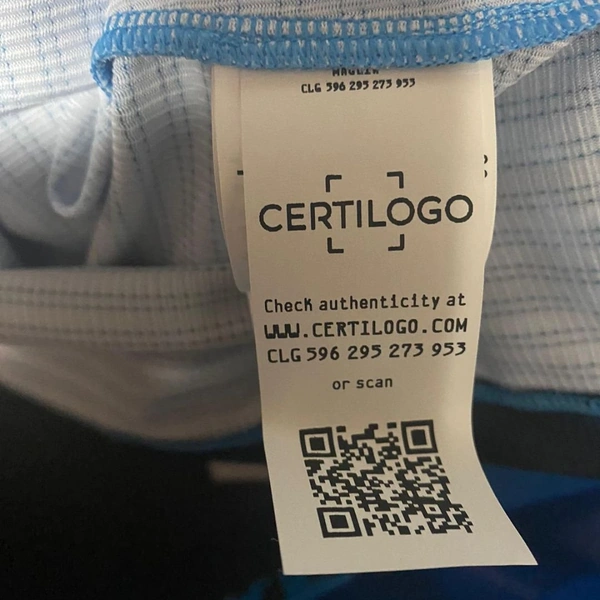 CLG 596 295 273 953
CERTILOGO
Check authenticity at
WWW.CERTILOGO.COM
CLG 596 295 273 953
or scan